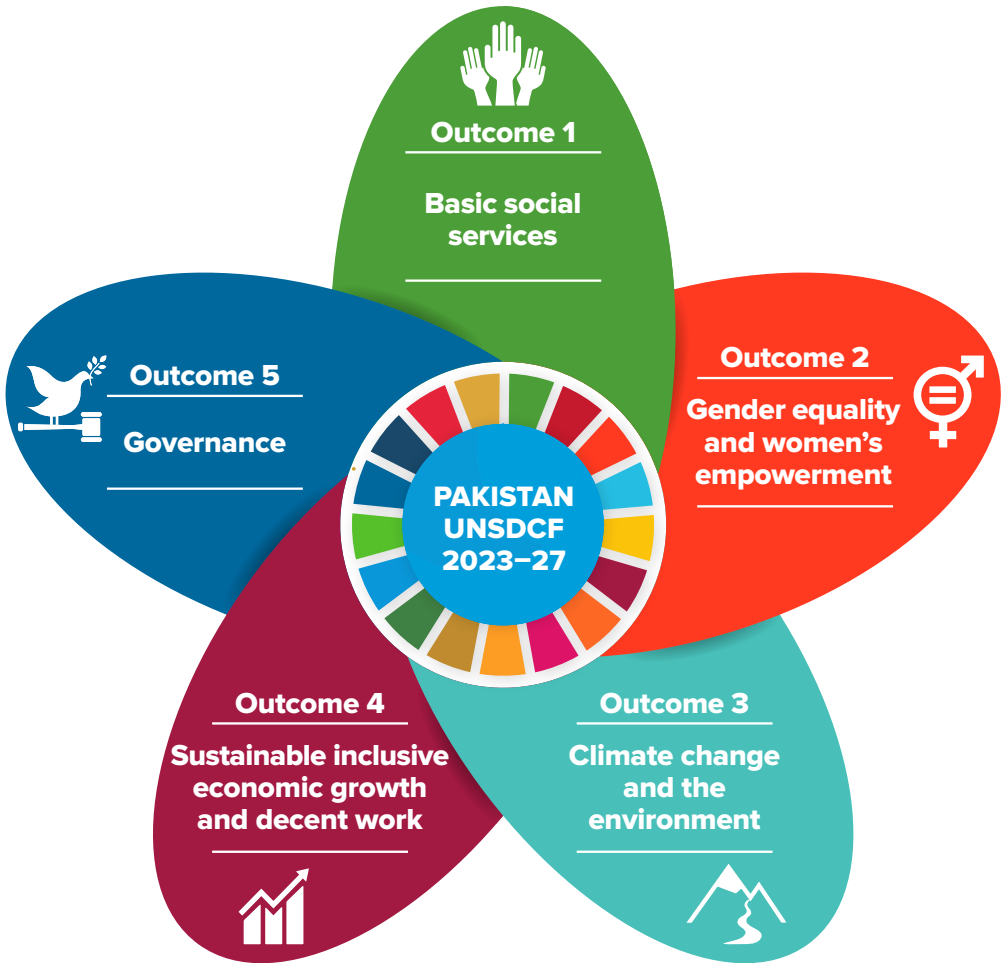 Outcome 1
Basic social
services
Outcome 2
Gender equality
and women’s
empowerment
Outcome 3
Climate change
and the
environment
Outcome 4
Sustainable inclusive
economic growth
and decent work
Outcome 5
Governance
PAKISTAN
UNSDCF
2023–27